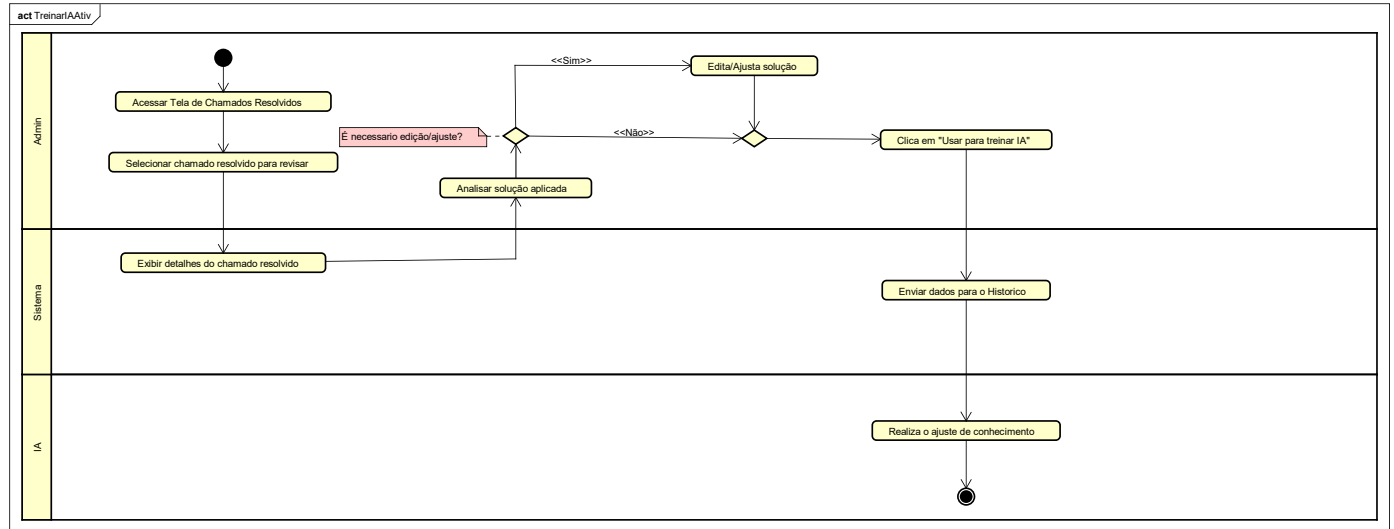 act TreinarIAAtiv
Admin
Acessar Tela de Chamados Resolvidos
Selecionar chamado resolvido para revisar
É necessario edição/ajuste?
<<Sim>>
Edita/Ajusta solução
<<Não>>
Clica em "Usar para treinar IA"
Analisar solução aplicada
Sistema
Exibir detalhes do chamado resolvido
Enviar dados para o Historico
IA
Realiza o ajuste de conhecimento